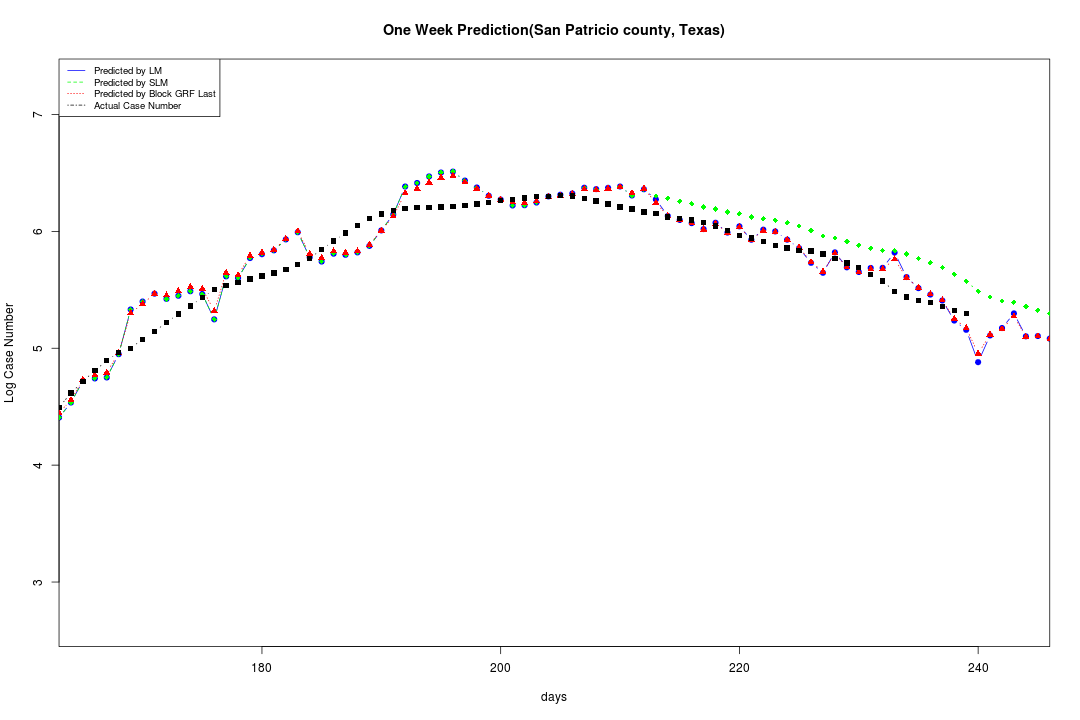 One Week Prediction(San Patricio county, Texas)
Predicted by LM
Predicted by SLM
Predicted by Block GRF Last
Actual Case Number
7
6
5
4
3
Log Case Number
180 200 220 240
days